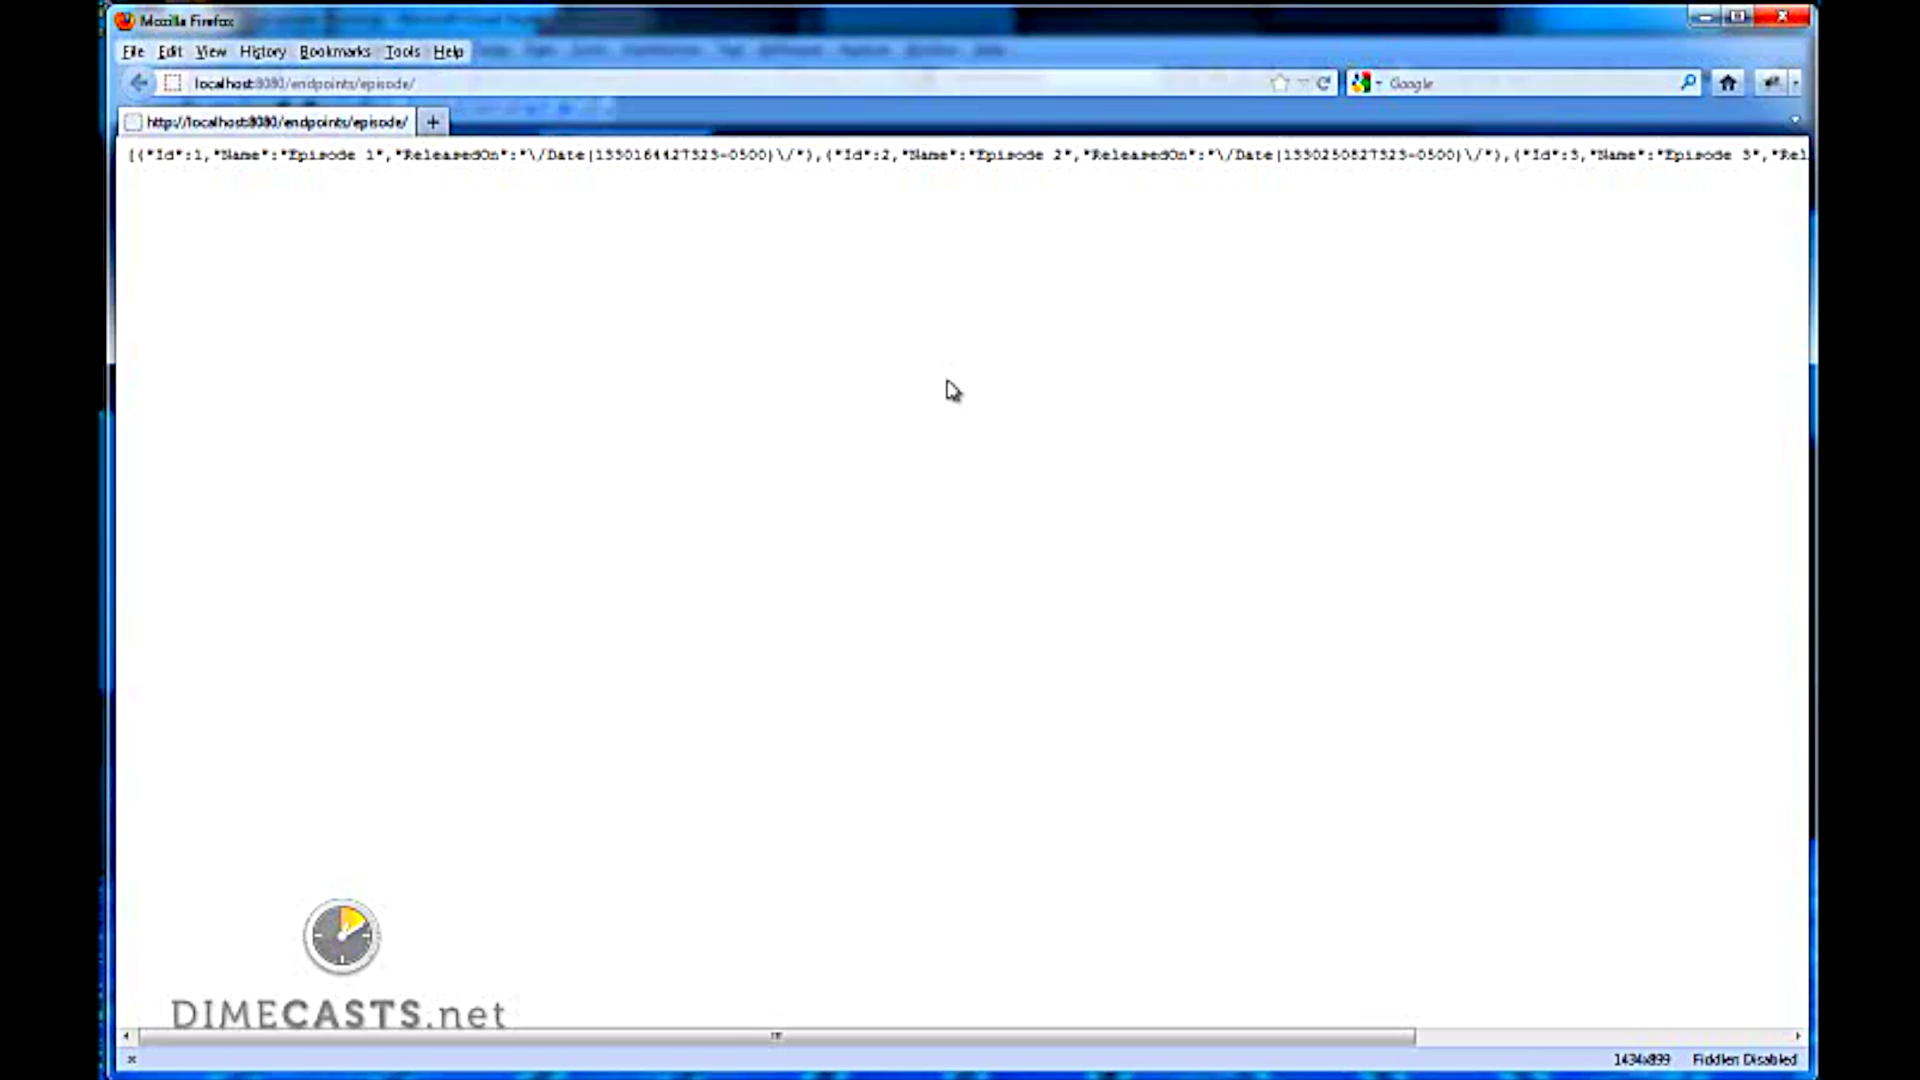 Mozilla Firefox
File Edit View History Bookmarks Tools Help
localhost:8080/endpoints/episode/
Google
http://localhost:8080/endpoints/episode/
[{"Id":1,"Name":"Episode 1","ReleasedOn":"\/Date(1330164427323-0500)\/"},{"Id":2,"Name":"Episode 2","ReleasedOn":"\/Date(1330250827323-0500)\/"},{"Id":3,"Name":"Episode 3","Rel
DIMECASTS.net
1434x899 Fiddler: Disabled